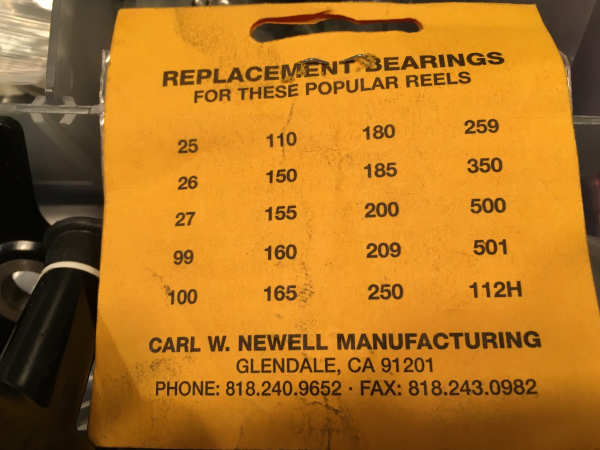 REPLACEMENT BEARINGS
FOR THESE POPULAR REELS
25 110 180 259
26 150 185 350
27 155 200 500
99 160 209 501
100 165 250 112H
CARL W. NEWELL MANUFACTURING
GLENDALE, CA 91201
PHONE: 818.240.9652 · FAX: 818.243.0982